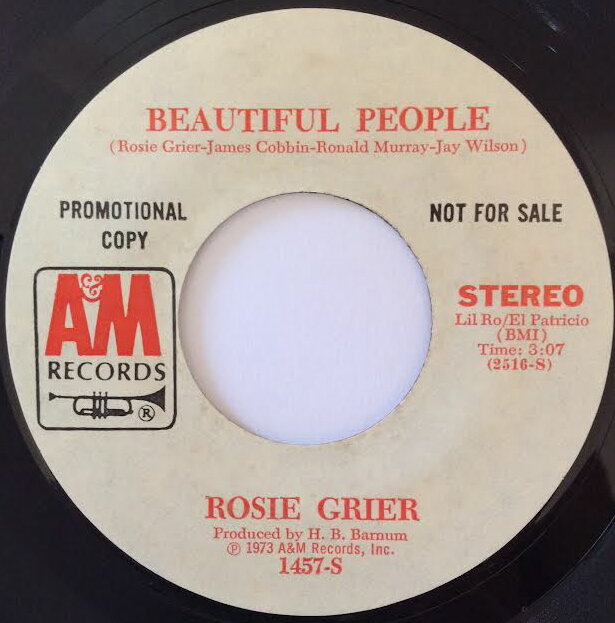 BEAUTIFUL PEOPLE
(Rosie Grier-James Cobbin-Ronald Murray-Jay Wilson)
PROMOTIONAL
COPY
NOT FOR SALE
A&M
RECORDS
®
STEREO
Lil Ro/El Patricio
(BMI)
Time: 3:07
(2516-S)
ROSIE GRIER
Produced by H. B. Barnum
℗ 1973 A&M Records, Inc.
1457-S